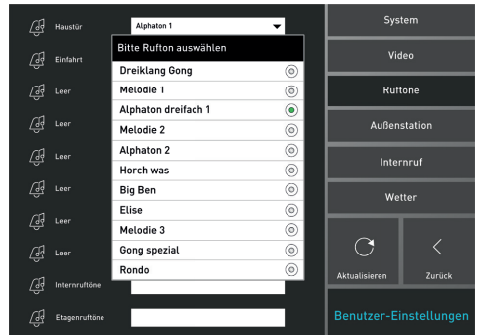 Haustür
Alphaton 1
Einfahrt
Leer
Leer
Leer
Leer
Leer
Leer
Internruftöne
Etagenruftöne
Bitte Rufton auswählen
Dreiklang Gong
Melodie 1
Alphaton dreifach 1
Melodie 2
Alphaton 2
Horch was
Big Ben
Elise
Melodie 3
Gong spezial
Rondo
System
Video
Ruftöne
Außenstation
Internruf
Wetter
Aktualisieren
Zurück
Benutzer-Einstellungen